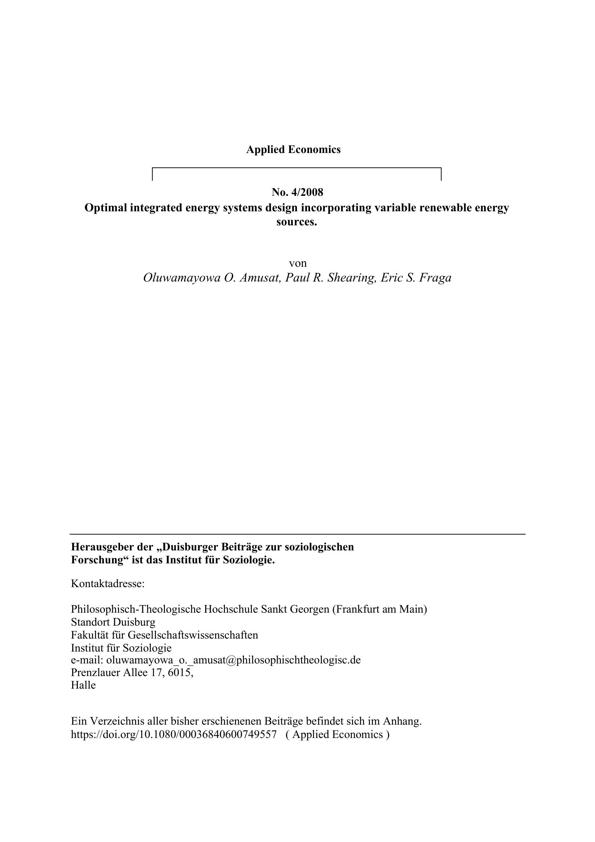 Applied Economics
No. 4/2008
Optimal integrated energy systems design incorporating variable renewable energy
sources.
von
Oluwamayowa O. Amusat, Paul R. Shearing, Eric S. Fraga
Herausgeber der „Duisburger Beiträge zur soziologischen
Forschung“ ist das Institut für Soziologie.
Kontaktadresse:
Philosophisch-Theologische Hochschule Sankt Georgen (Frankfurt am Main)
Standort Duisburg
Fakultät für Gesellschaftswissenschaften
Institut für Soziologie
e-mail: oluwamayowa_o._amusat@philosophischtheologisc.de
Prenzlauer Allee 17, 6015,
Halle
Ein Verzeichnis aller bisher erschienenen Beiträge befindet sich im Anhang.
https://doi.org/10.1080/00036840600749557 ( Applied Economics )